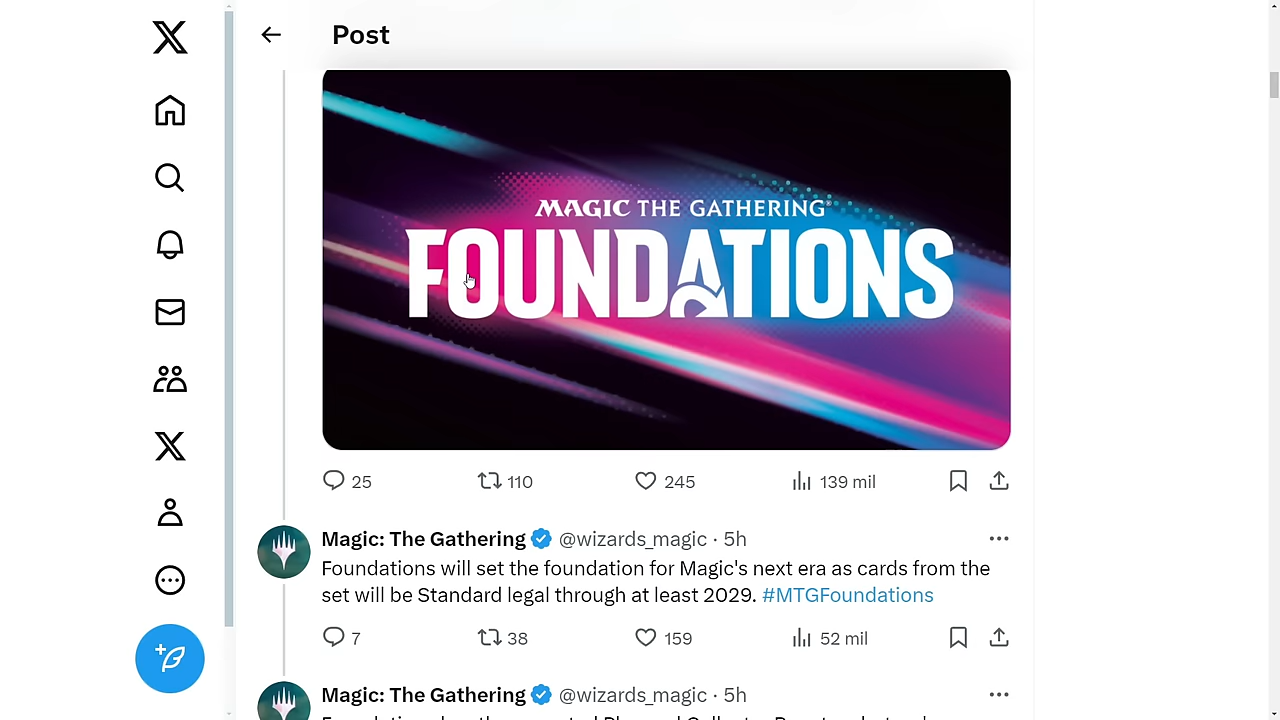 Post
MAGIC THE GATHERING®
FOUNDATIONS
25 110 245 139 mil
Magic: The Gathering @wizards_magic · 5h
Foundations will set the foundation for Magic's next era as cards from the
set will be Standard legal through at least 2029. #MTGFoundations
7 38 159 52 mil
Magic: The Gathering @wizards_magic · 5h